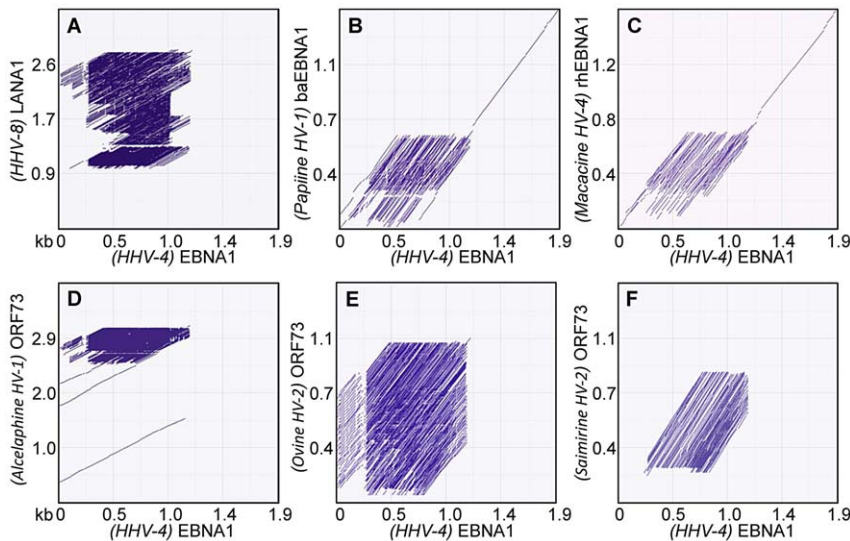 A
B
C
(HHV-8) LANA1
2.6
1.7
0.9
(Papiine HV-1) baEBNA1
1.1
0.7
0.4
(Macacine HV-4) rhEBNA1
1.2
0.8
0.4
kb 0 0.5 1.0 1.4 1.9
(HHV-4) EBNA1
0 0.5 1.0 1.4 1.9
(HHV-4) EBNA1
0 0.5 1.0 1.4 1.9
(HHV-4) EBNA1
D
E
F
(Alcelaphine HV-1) ORF73
2.9
2.0
1.0
(Ovine HV-2) ORF73
1.1
0.7
0.4
(Saimirine HV-2) ORF73
1.1
0.7
0.4
kb 0 0.5 1.0 1.4 1.9
(HHV-4) EBNA1
0 0.5 1.0 1.4 1.9
(HHV-4) EBNA1
0 0.5 1.0 1.4 1.9
(HHV-4) EBNA1